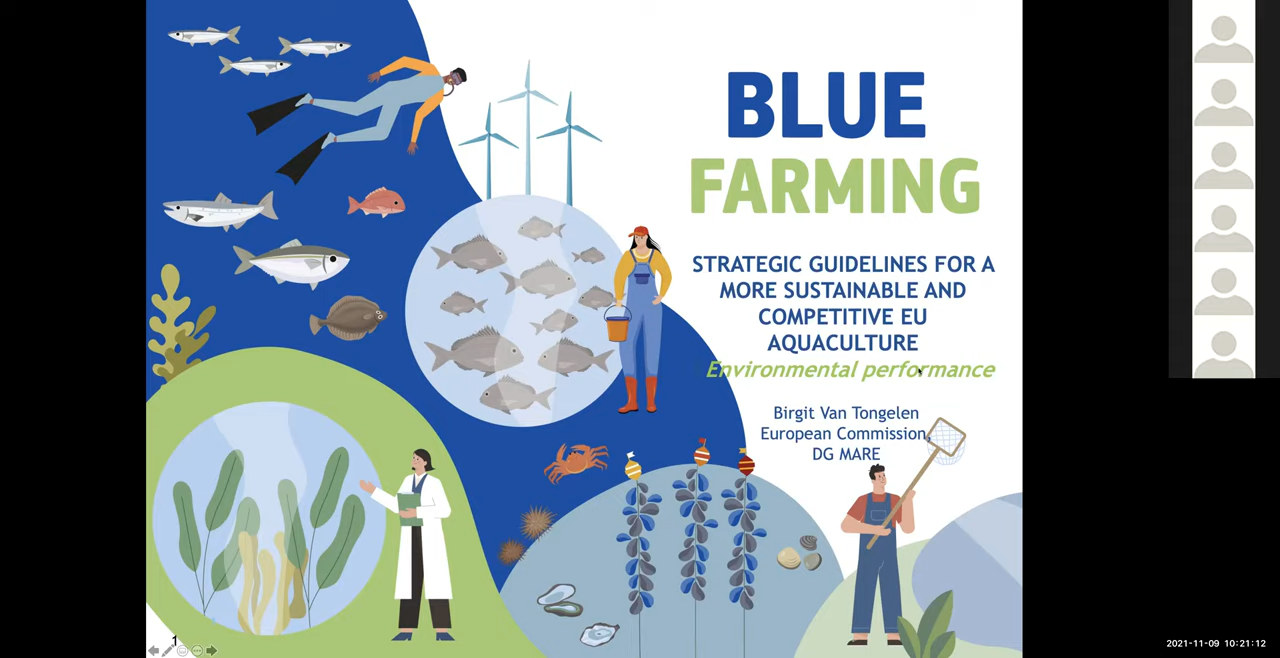 BLUE
FARMING
STRATEGIC GUIDELINES FOR A
MORE SUSTAINABLE AND
COMPETITIVE EU
AQUACULTURE
Environmental performance
Birgit Van Tongelen
European Commission,
DG MARE
1
2021-11-09 10:21:12